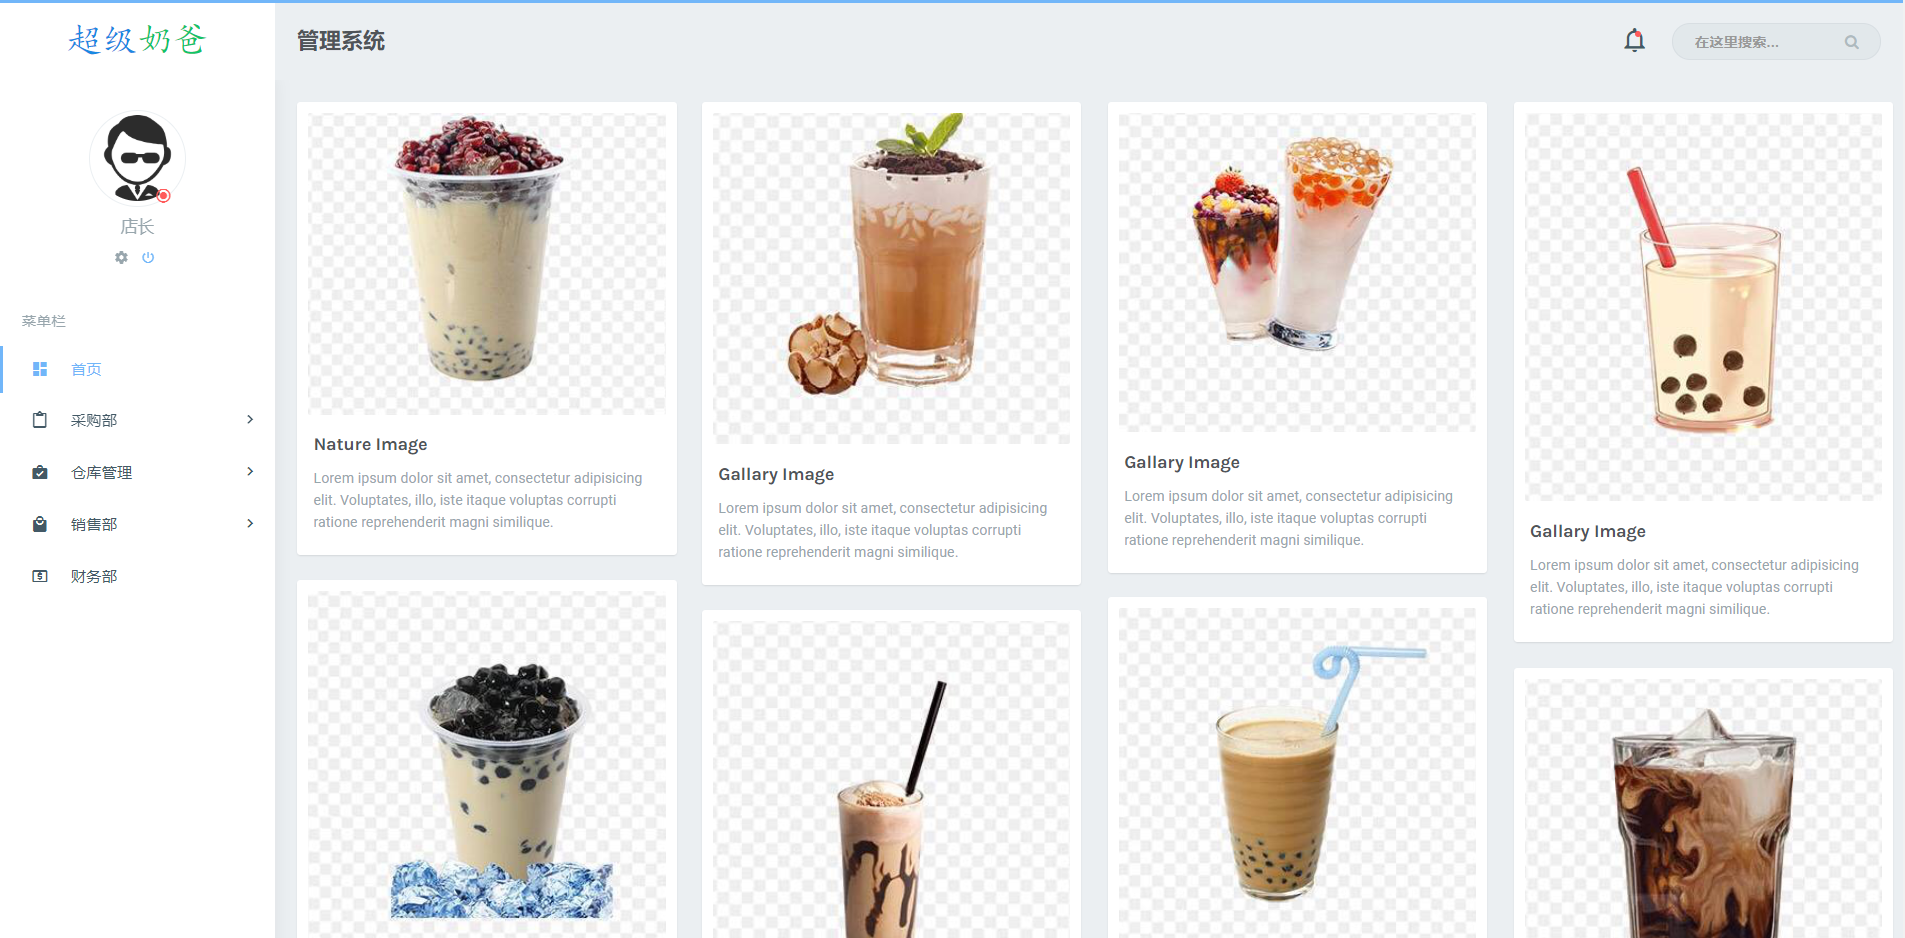 超级奶爸
管理系统
在这里搜索...
店长
菜单栏
首页
采购部
仓库管理
销售部
财务部
Nature Image
Lorem ipsum dolor sit amet, consectetur adipisicing
elit. Voluptates, illo, iste itaque voluptas corrupti
ratione reprehenderit magni similique.
Gallary Image
Lorem ipsum dolor sit amet, consectetur adipisicing
elit. Voluptates, illo, iste itaque voluptas corrupti
ratione reprehenderit magni similique.
Gallary Image
Lorem ipsum dolor sit amet, consectetur adipisicing
elit. Voluptates, illo, iste itaque voluptas corrupti
ratione reprehenderit magni similique.
Gallary Image
Lorem ipsum dolor sit amet, consectetur adipisicing
elit. Voluptates, illo, iste itaque voluptas corrupti
ratione reprehenderit magni similique.